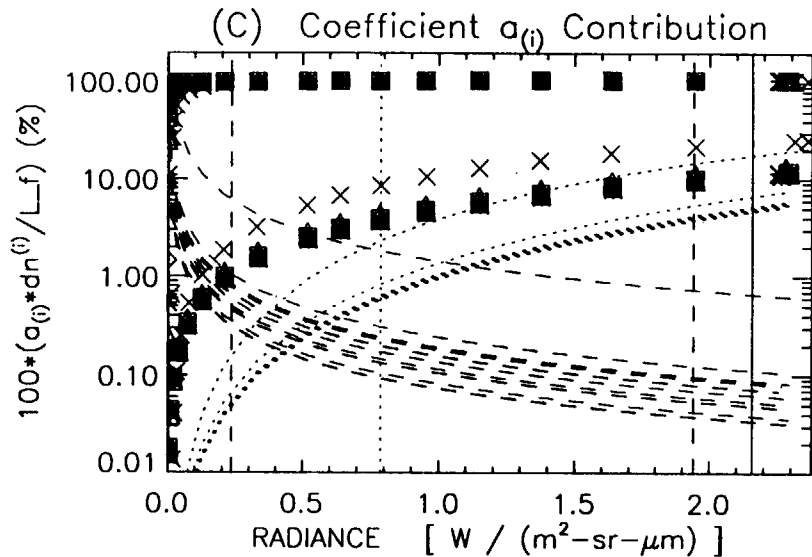 (C) Coefficient a(i) Contribution
100*(a(i)*dn(i)/L_f) (%)
100.00
10.00
1.00
0.10
0.01
0.0 0.5 1.0 1.5 2.0
RADIANCE [ W / (m²-sr-μm) ]